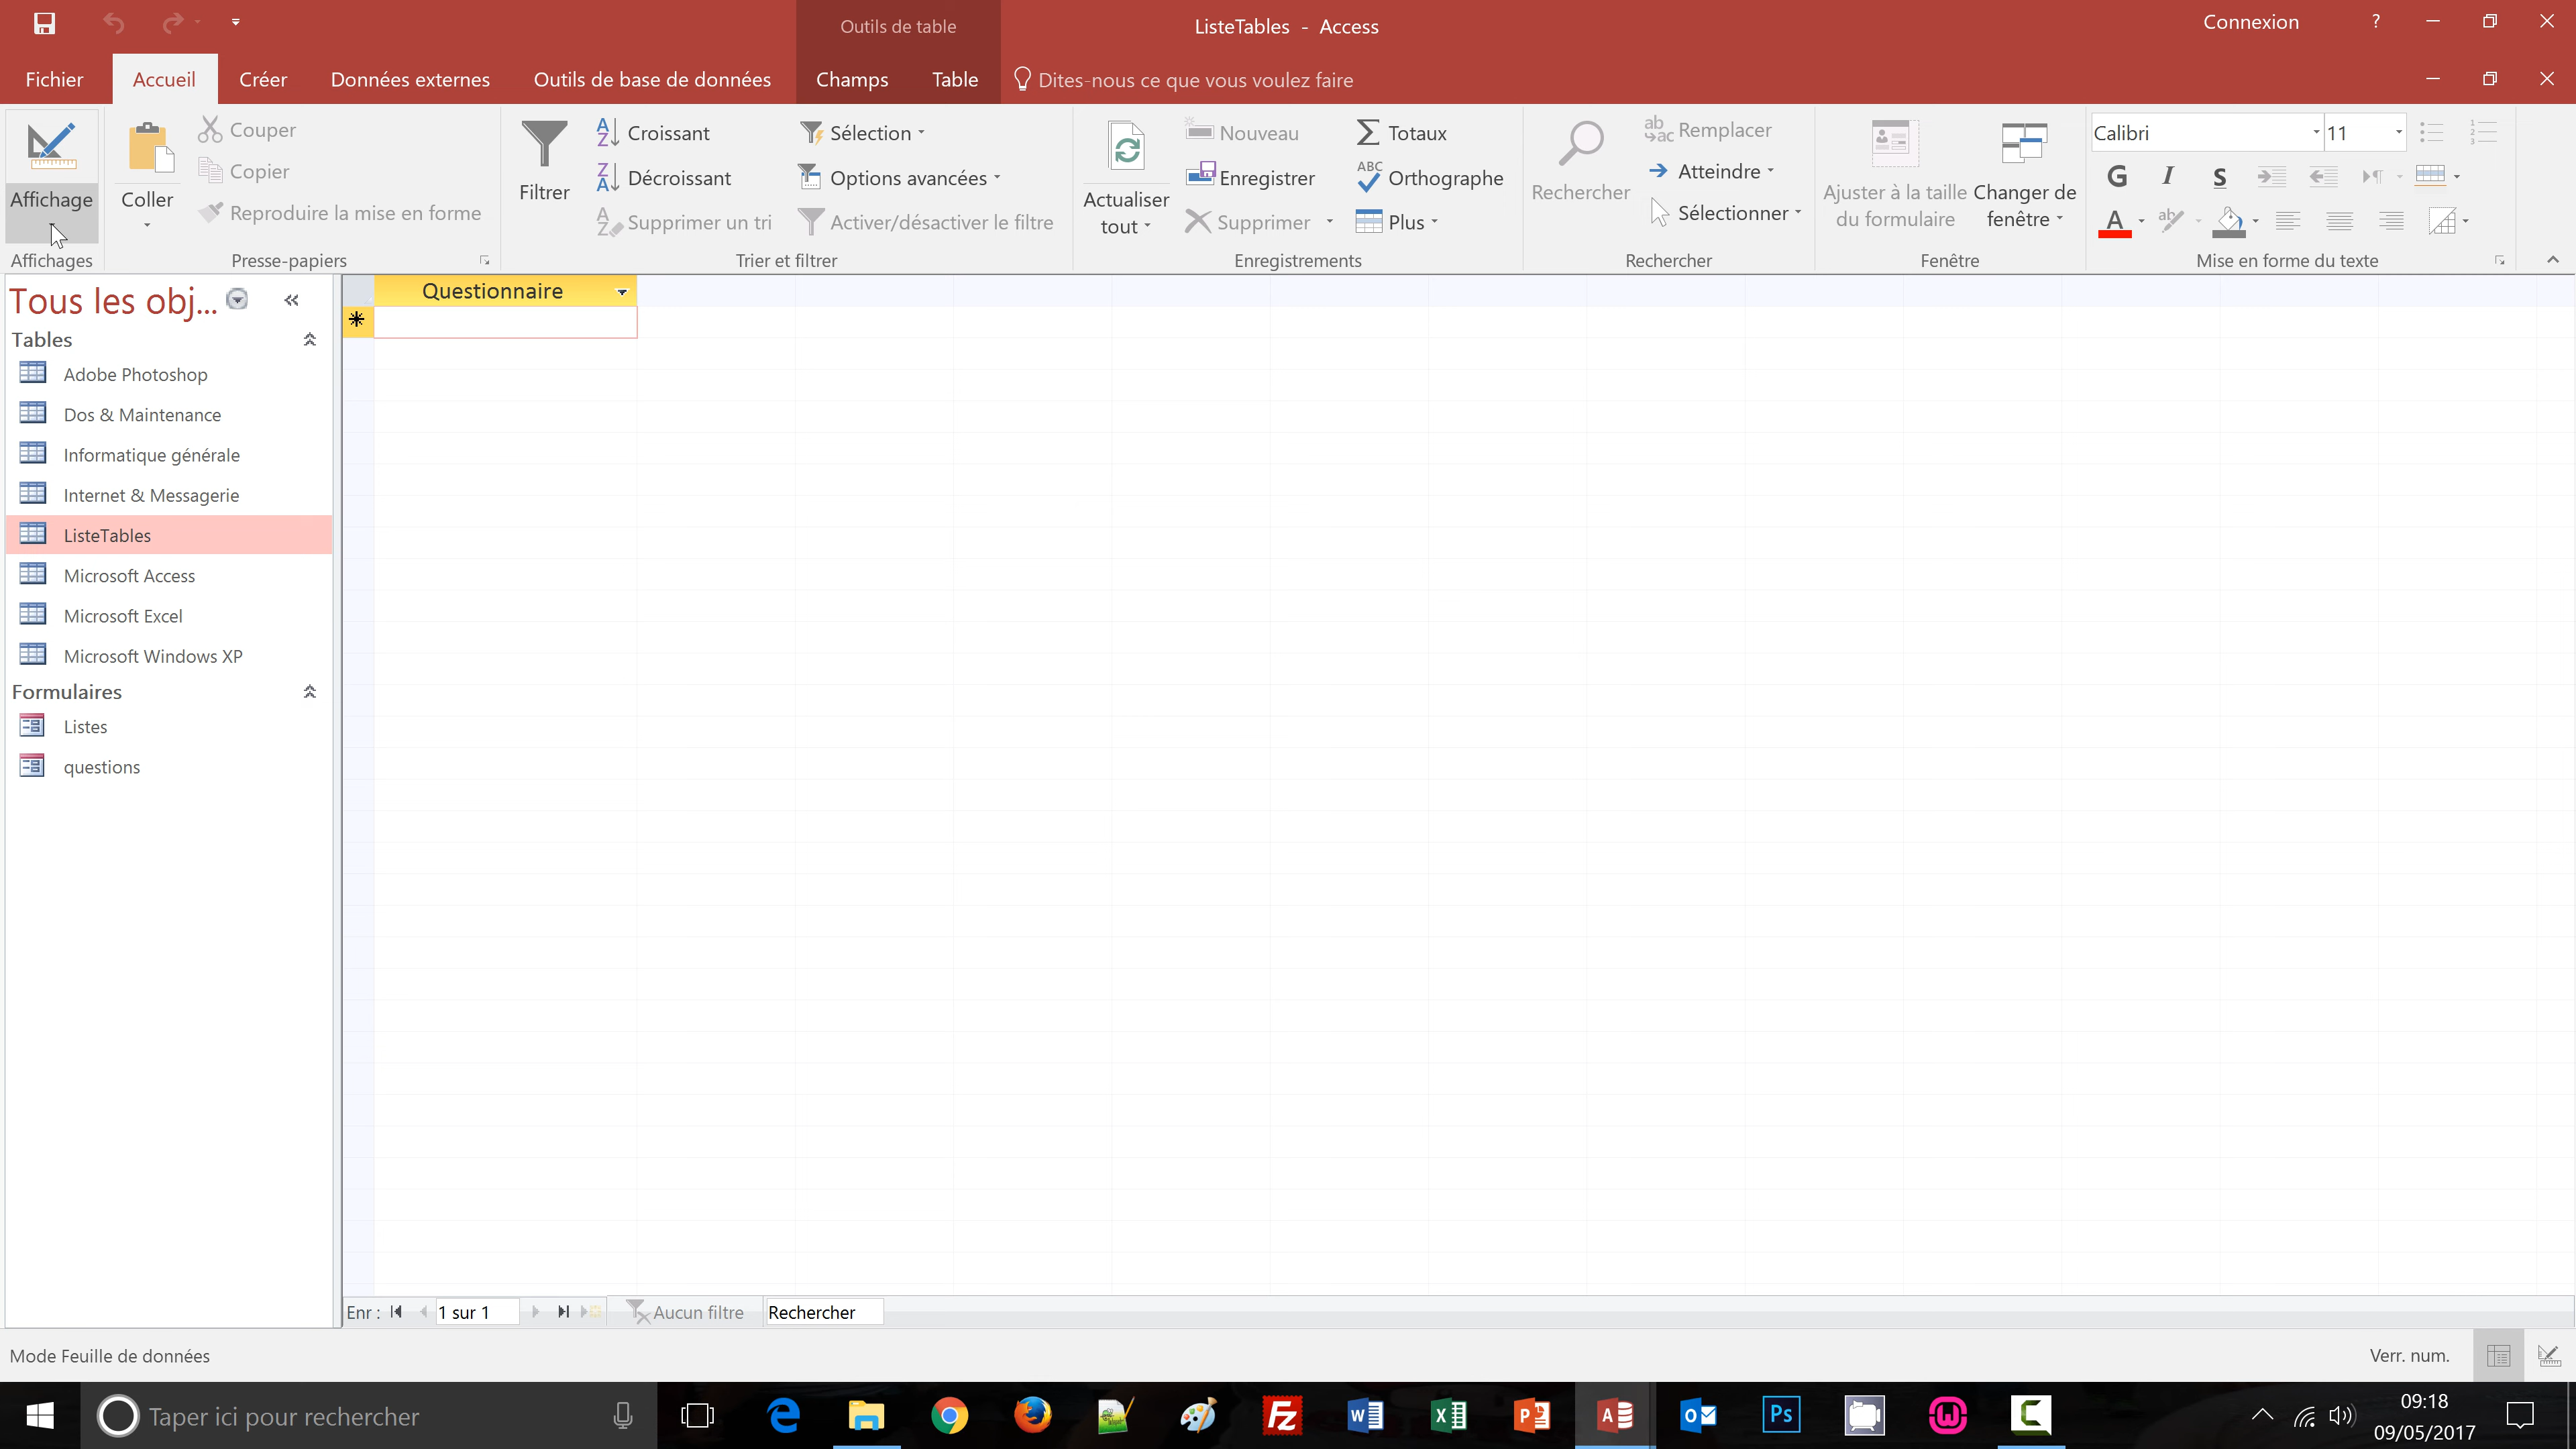 Outils de table
ListeTables - Access
Connexion
?
Fichier
Accueil
Créer
Données externes
Outils de base de données
Champs
Table
Dites-nous ce que vous voulez faire
Affichage
Affichages
Coller
Couper
Copier
Reproduire la mise en forme
Presse-papiers
Filtrer
Croissant
Décroissant
Supprimer un tri
Sélection
Options avancées
Activer/désactiver le filtre
Trier et filtrer
Actualiser
tout
Nouveau
Enregistrer
Supprimer
Totaux
Orthographe
Plus
Enregistrements
Rechercher
Remplacer
Atteindre
Sélectionner
Rechercher
Ajuster à la taille
du formulaire
Changer de
fenêtre
Fenêtre
Calibri
11
G I S
A
Mise en forme du texte
Tous les obj...
Tables
Adobe Photoshop
Dos & Maintenance
Informatique générale
Internet & Messagerie
ListeTables
Microsoft Access
Microsoft Excel
Microsoft Windows XP
Formulaires
Listes
questions
Questionnaire
Enr :
1 sur 1
Aucun filtre
Rechercher
Mode Feuille de données
Verr. num.
Taper ici pour rechercher
09:18
09/05/2017